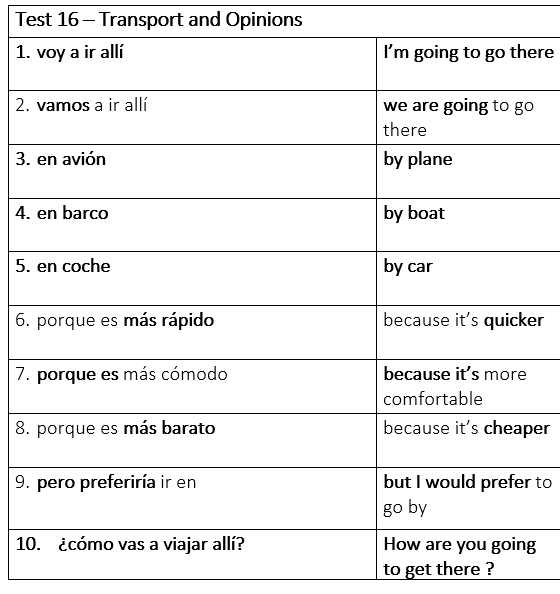 Test 16 – Transport and Opinions
1. voy a ir allí
I'm going to go there
2. vamos a ir allí
we are going to go
there
3. en avión
by plane
4. en barco
by boat
5. en coche
by car
6. porque es más rápido
because it's quicker
7. porque es más cómodo
because it's more
comfortable
8. porque es más barato
because it's cheaper
9. pero preferiría ir en
but I would prefer to
go by
10. ¿cómo vas a viajar allí?
How are you going
to get there ?